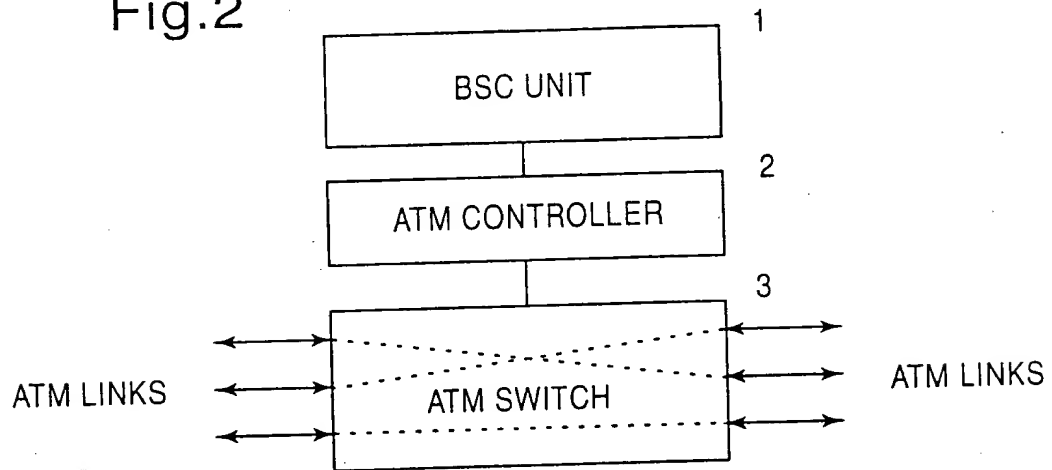 Fig.2
1
BSC UNIT
2
ATM CONTROLLER
3
ATM LINKS
ATM SWITCH
ATM LINKS